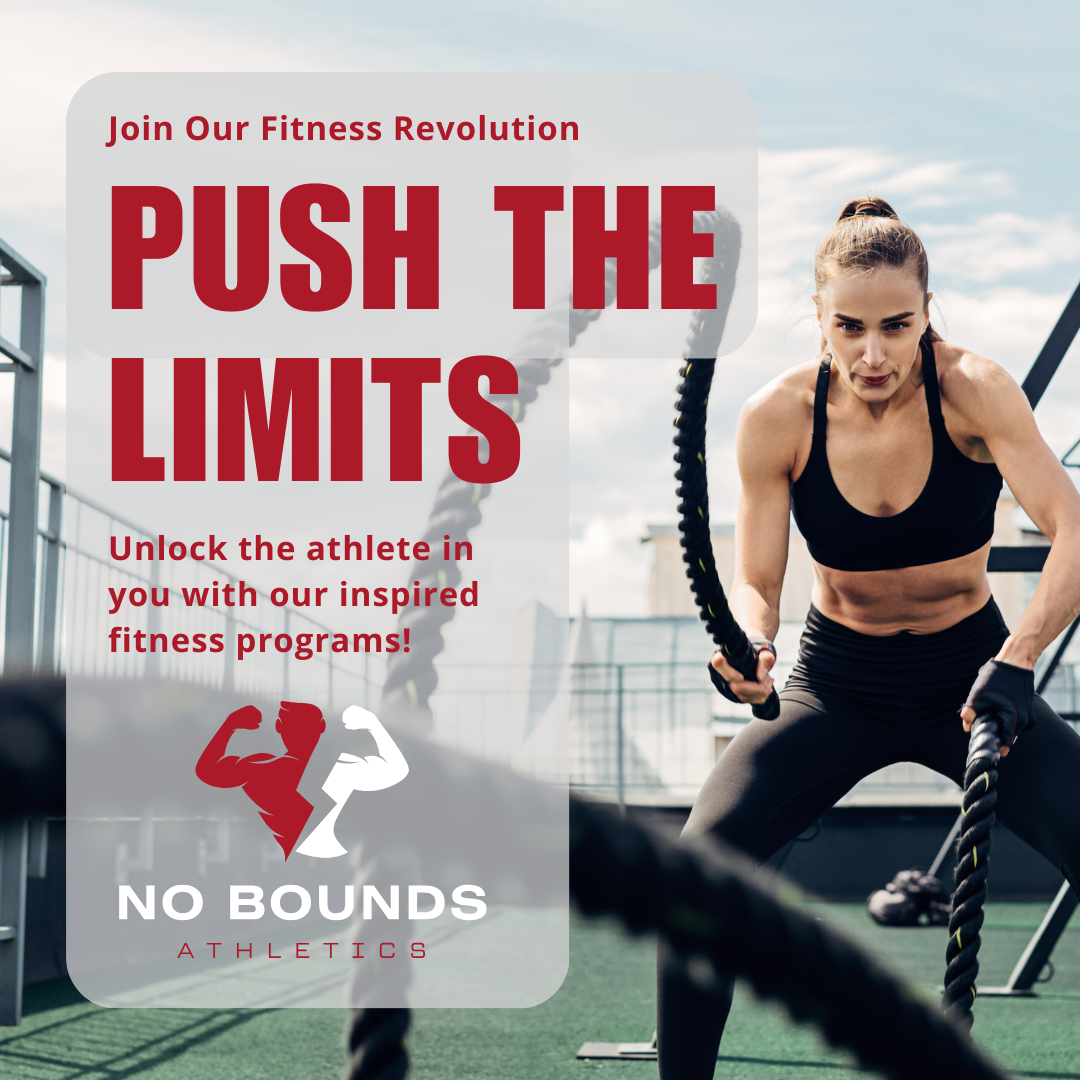 Join Our Fitness Revolution
PUSH THE
LIMITS
Unlock the athlete in
you with our inspired
fitness programs!
NO BOUNDS
ATHLETICS